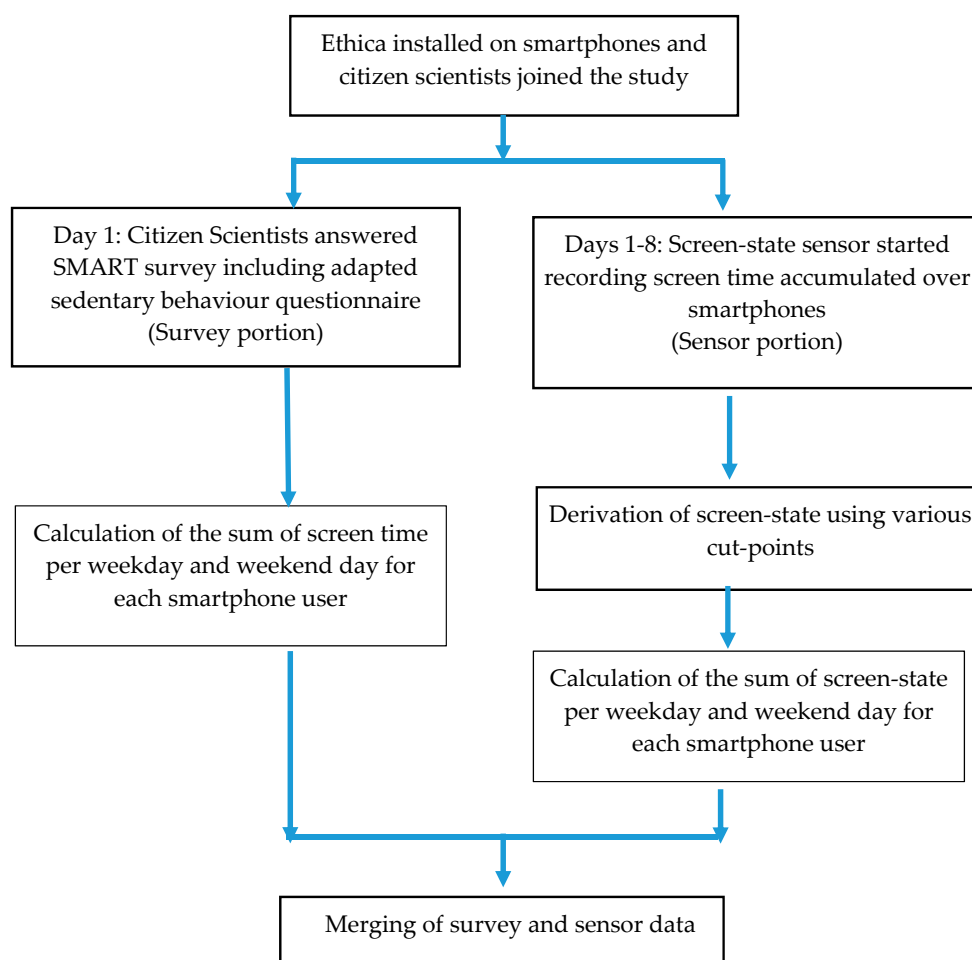 Ethica installed on smartphones and
citizen scientists joined the study
Day 1: Citizen Scientists answered
SMART survey including adapted
sedentary behaviour questionnaire
(Survey portion)
Days 1-8: Screen-state sensor started
recording screen time accumulated over
smartphones
(Sensor portion)
Calculation of the sum of screen time
per weekday and weekend day for
each smartphone user
Derivation of screen-state using various
cut-points
Calculation of the sum of screen-state
per weekday and weekend day for
each smartphone user
Merging of survey and sensor data